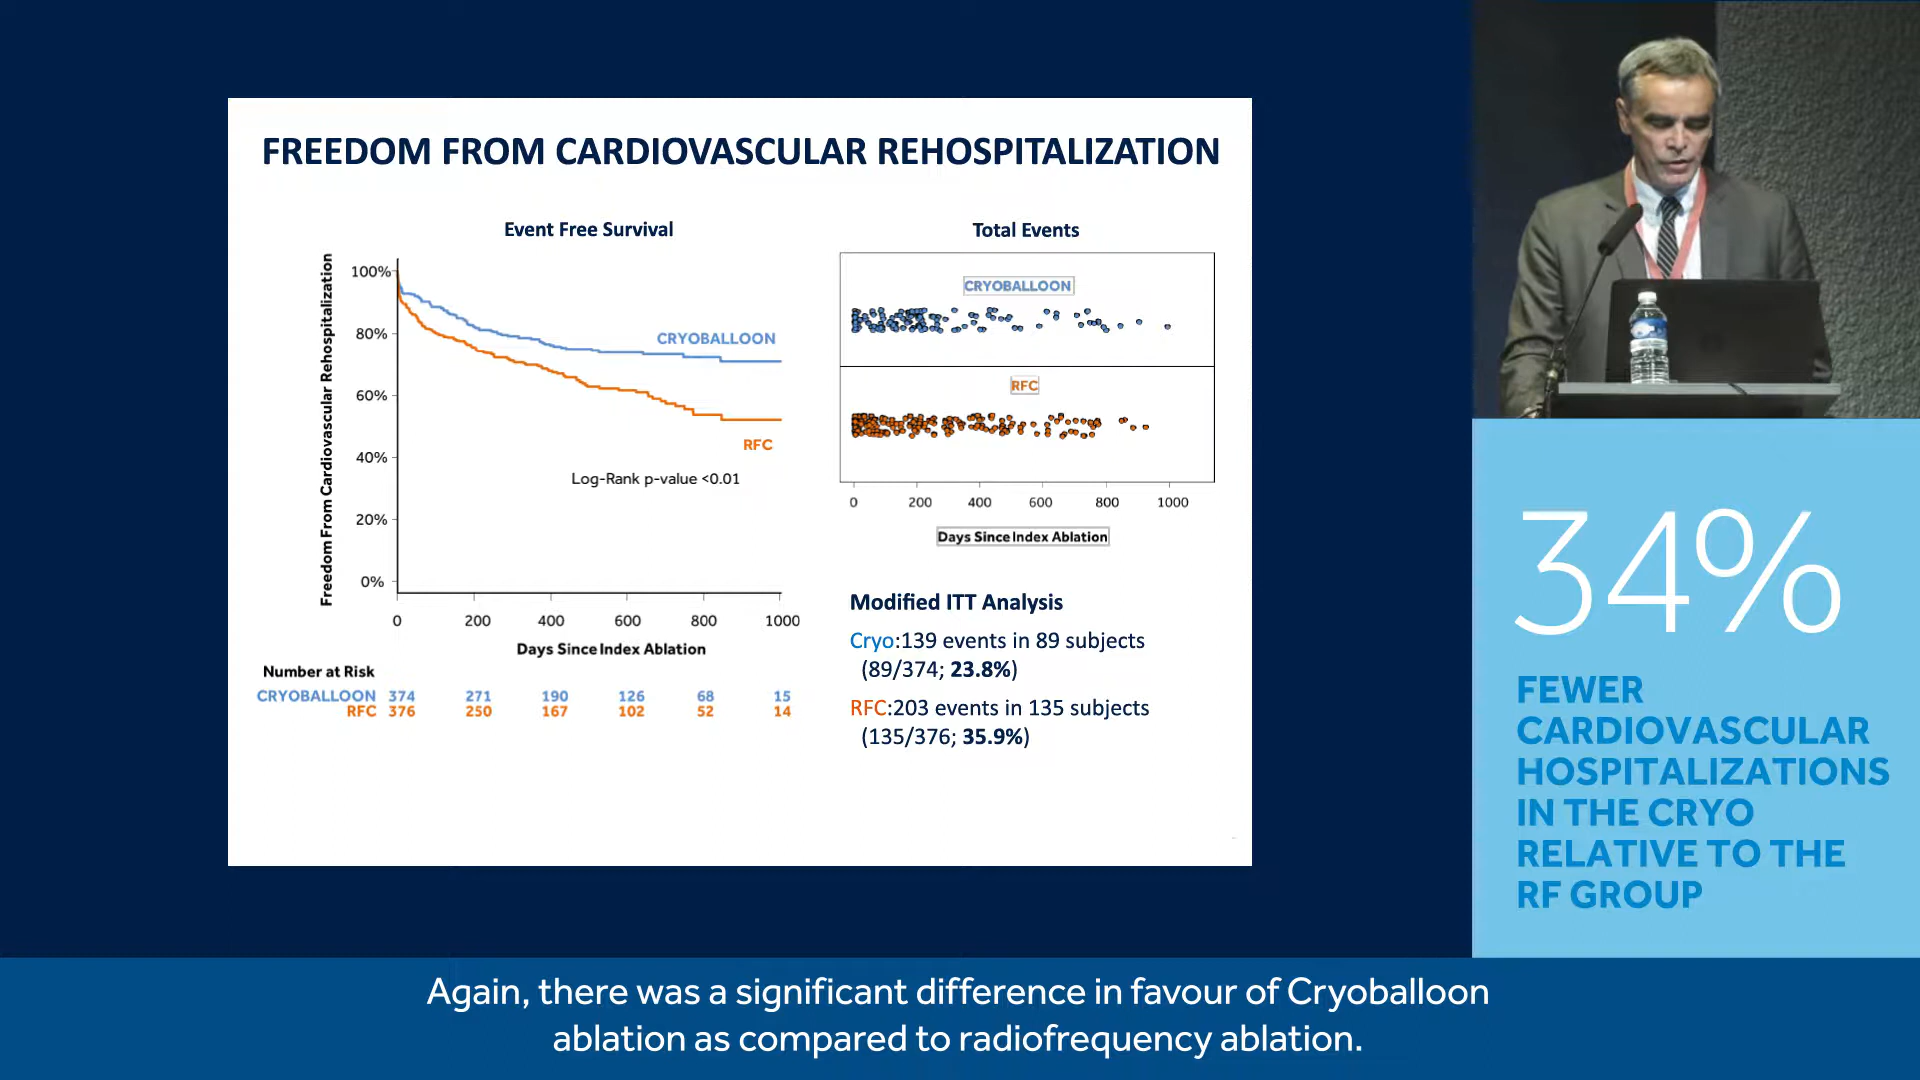 FREEDOM FROM CARDIOVASCULAR REHOSPITALIZATION
Event Free Survival
Freedom From Cardiovascular Rehospitalization
100%
80%
60%
40%
20%
0%
CRYOBALLOON
RFC
Log-Rank p-value <0.01
0 200 400 600 800 1000
Days Since Index Ablation
Number at Risk
CRYOBALLOON 374 271 190 126 68 15
RFC 376 250 167 102 52 14
Total Events
CRYOBALLOON
RFC
0 200 400 600 800 1000
Days Since Index Ablation
Modified ITT Analysis
Cryo:139 events in 89 subjects
(89/374; 23.8%)
RFC:203 events in 135 subjects
(135/376; 35.9%)
34%
FEWER
CARDIOVASCULAR
HOSPITALIZATIONS
IN THE CRYO
RELATIVE TO THE
RF GROUP
Again, there was a significant difference in favour of Cryoballoon
ablation as compared to radiofrequency ablation.